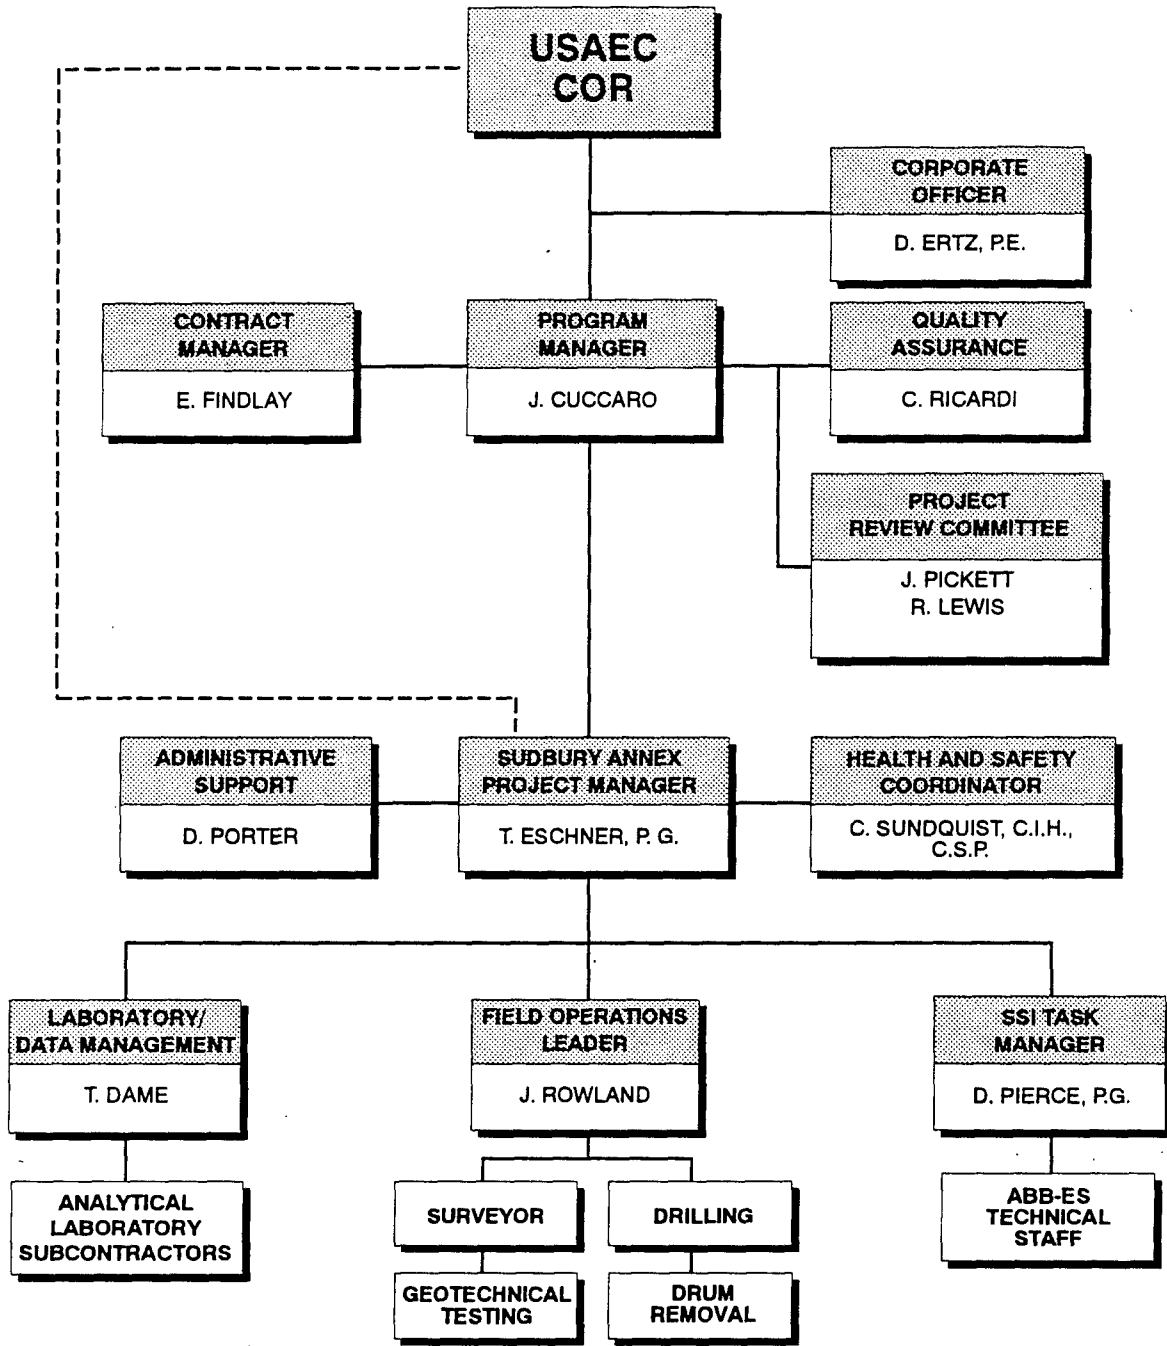 USAEC
COR
CORPORATE
OFFICER
D. ERTZ, P.E.
CONTRACT
MANAGER
E. FINDLAY
PROGRAM
MANAGER
J. CUCCARO
QUALITY
ASSURANCE
C. RICARDI
PROJECT
REVIEW COMMITTEE
J. PICKETT
R. LEWIS
ADMINISTRATIVE
SUPPORT
D. PORTER
SUDBURY ANNEX
PROJECT MANAGER
T. ESCHNER, P. G.
HEALTH AND SAFETY
COORDINATOR
C. SUNDQUIST, C.I.H.,
C.S.P.
LABORATORY/
DATA MANAGEMENT
T. DAME
FIELD OPERATIONS
LEADER
J. ROWLAND
SSI TASK
MANAGER
D. PIERCE, P.G.
ANALYTICAL
LABORATORY
SUBCONTRACTORS
SURVEYOR
DRILLING
GEOTECHNICAL
TESTING
DRUM
REMOVAL
ABB-ES
TECHNICAL
STAFF